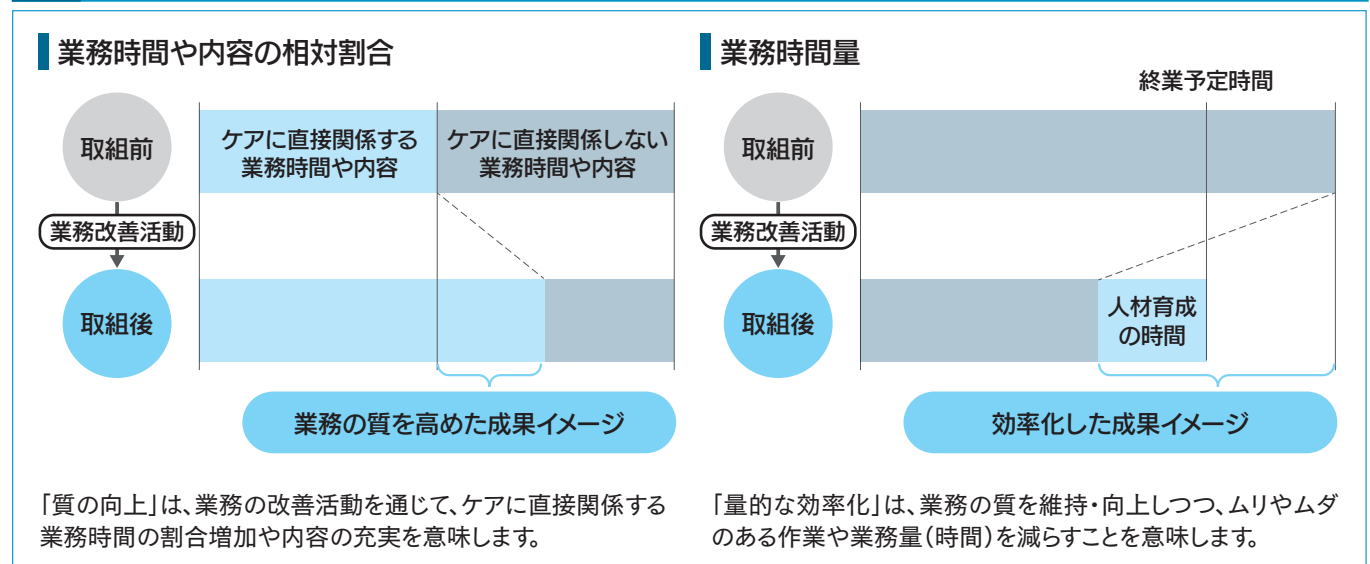 業務時間や内容の相対割合
取組前
ケアに直接関係する
業務時間や内容
ケアに直接関係しない
業務時間や内容
業務改善活動
取組後
業務の質を高めた成果イメージ
「質の向上」は、業務の改善活動を通じて、ケアに直接関係する
業務時間の割合増加や内容の充実を意味します。
業務時間量
終業予定時間
取組前
業務改善活動
取組後
人材育成
の時間
効率化した成果イメージ
「量的な効率化」は、業務の質を維持・向上しつつ、ムリやムダ
のある作業や業務量(時間)を減らすことを意味します。